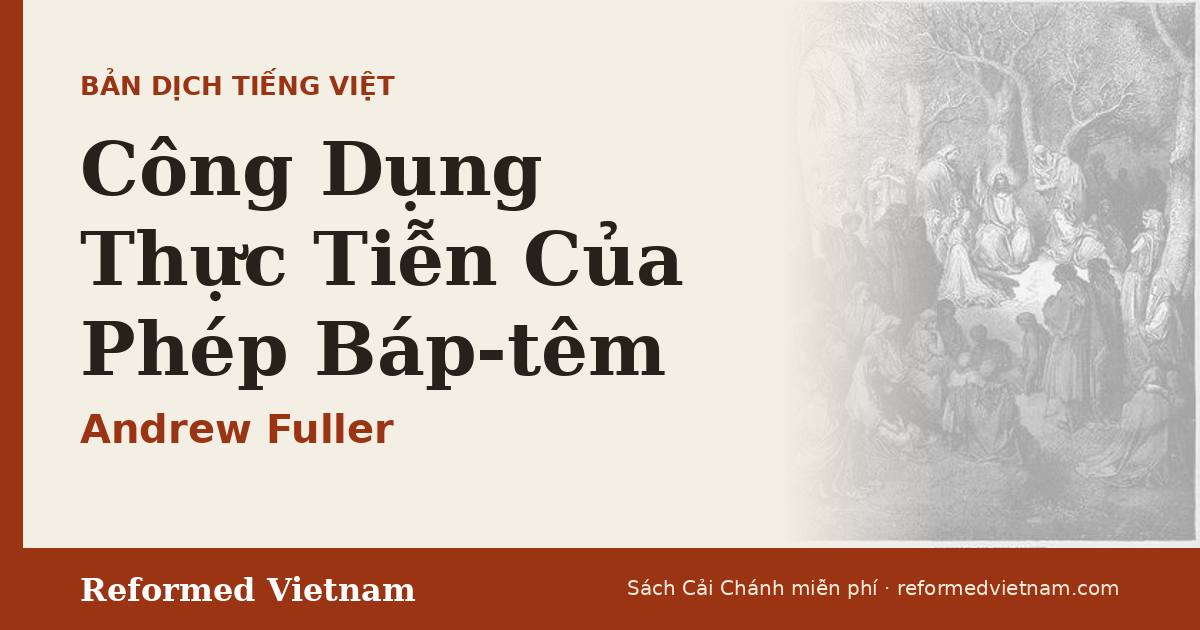 BẢN DỊCH TIẾNG VIỆT
Công Dụng
Thực Tiễn Của
Phép Báp-têm
Andrew Fuller
Reformed Vietnam
Sách Cải Chánh miễn phí · reformedvietnam.com